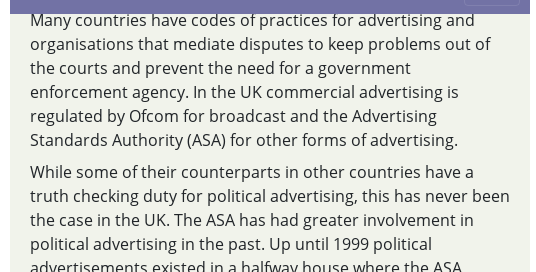 Many countries have codes of practices for advertising and
organisations that mediate disputes to keep problems out of
the courts and prevent the need for a government
enforcement agency. In the UK commercial advertising is
regulated by Ofcom for broadcast and the Advertising
Standards Authority (ASA) for other forms of advertising.
While some of their counterparts in other countries have a
truth checking duty for political advertising, this has never been
the case in the UK. The ASA has had greater involvement in
political advertising in the past. Up until 1999 political
advertisements existed in a halfway house where the ASA